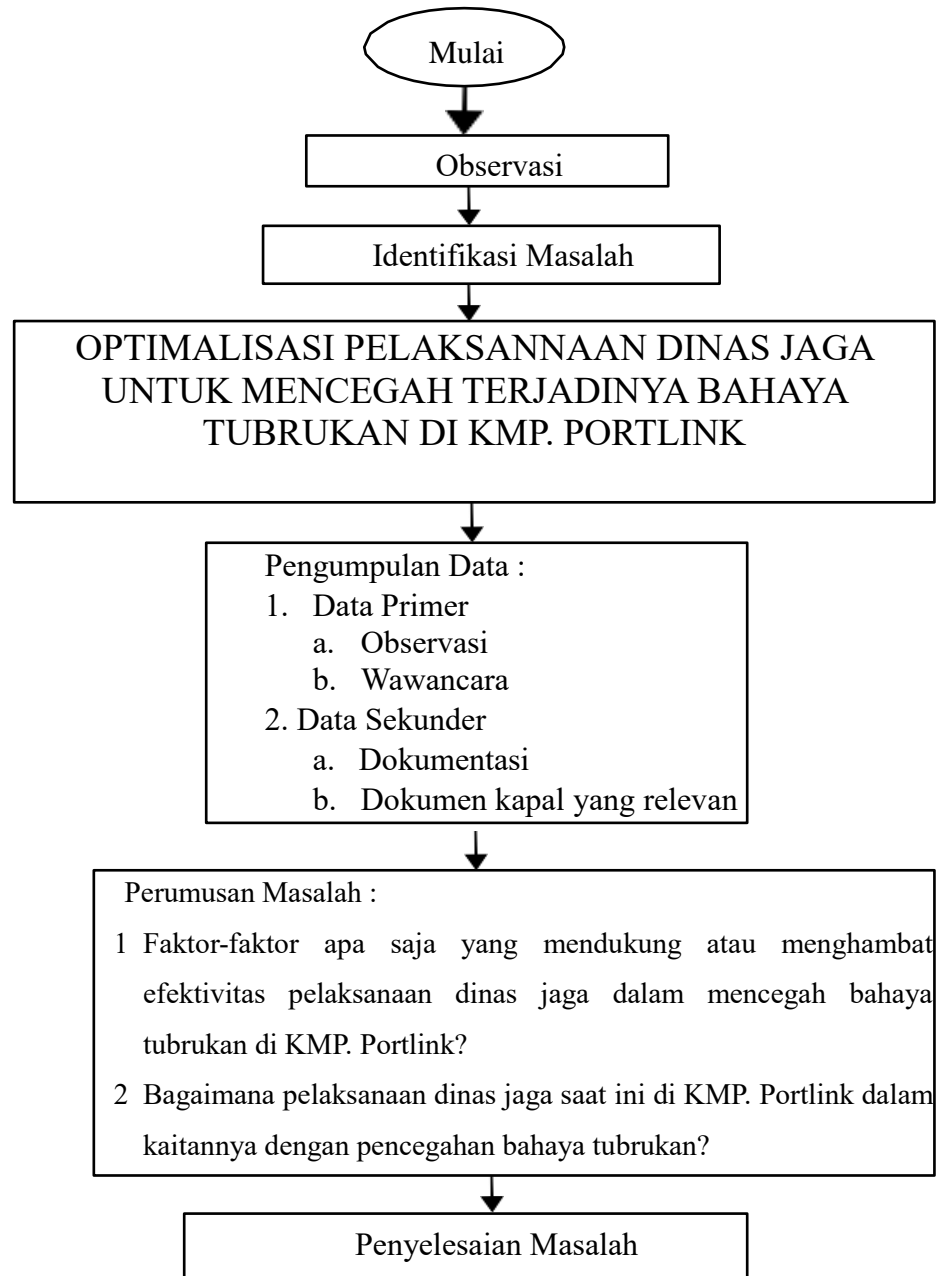 Mulai
Observasi
Identifikasi Masalah
OPTIMALISASI PELAKSANNAAN DINAS JAGA
UNTUK MENCEGAH TERJADINYA BAHAYA
TUBRUKAN DI KMP. PORTLINK
Pengumpulan Data :
1. Data Primer
a. Observasi
b. Wawancara
2. Data Sekunder
a. Dokumentasi
b. Dokumen kapal yang relevan
Perumusan Masalah :
1 Faktor-faktor apa saja yang mendukung atau menghambat
efektivitas pelaksanaan dinas jaga dalam mencegah bahaya
tubrukan di KMP. Portlink?
2 Bagaimana pelaksanaan dinas jaga saat ini di KMP. Portlink dalam
kaitannya dengan pencegahan bahaya tubrukan?
Penyelesaian Masalah